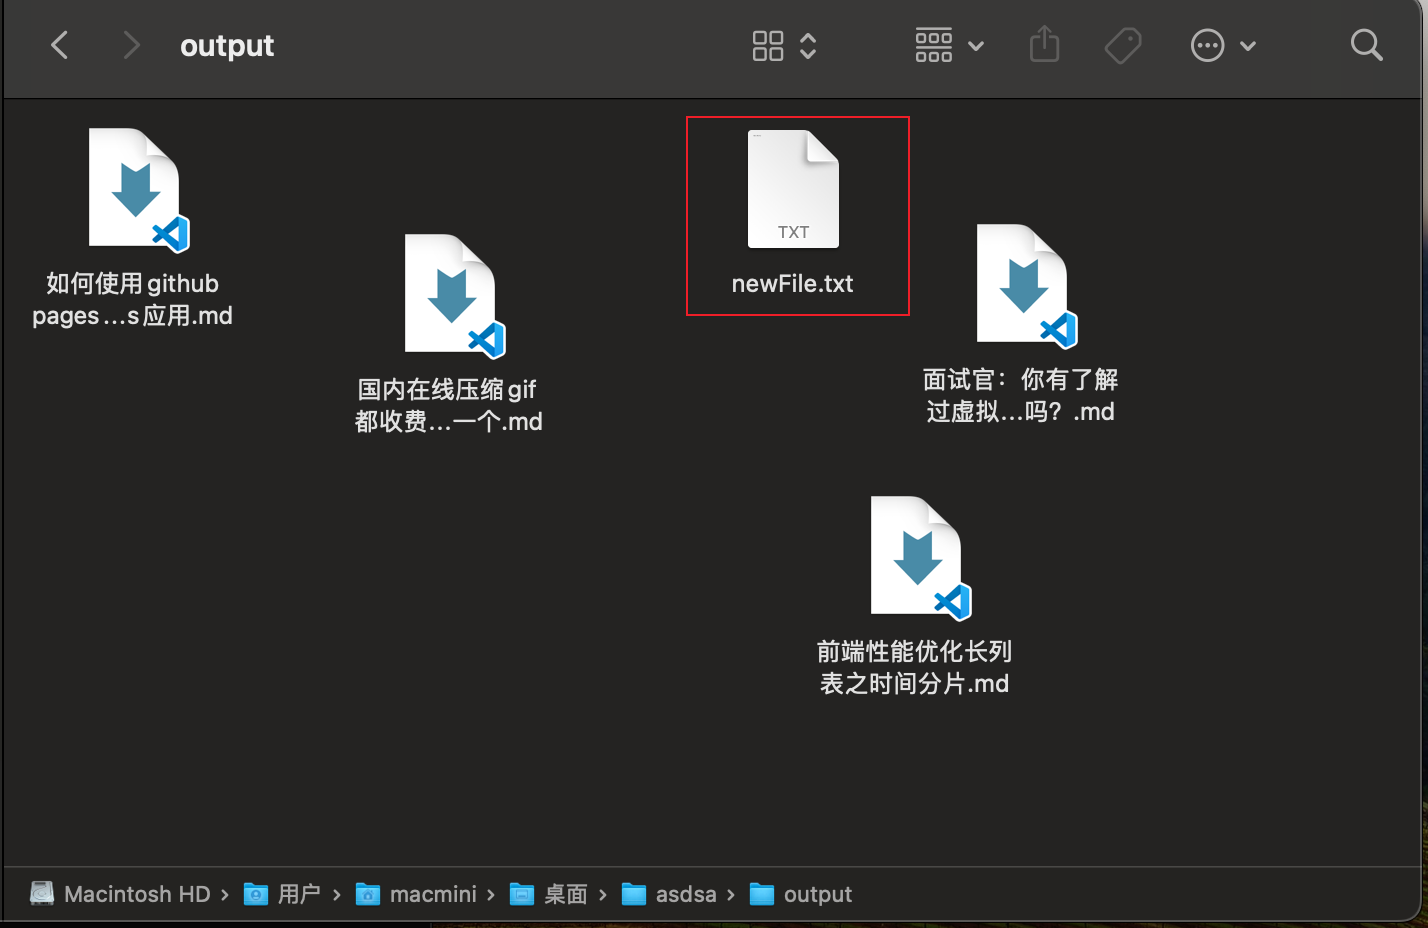 output
如何使用github
pages...s应用.md
国内在线压缩gif
都收费...一个.md
TXT
newFile.txt
面试官：你有了解
过虚拟...吗？.md
前端性能优化长列
表之时间分片.md
Macintosh HD › 用户 › macmini › 桌面 › asdsa › output